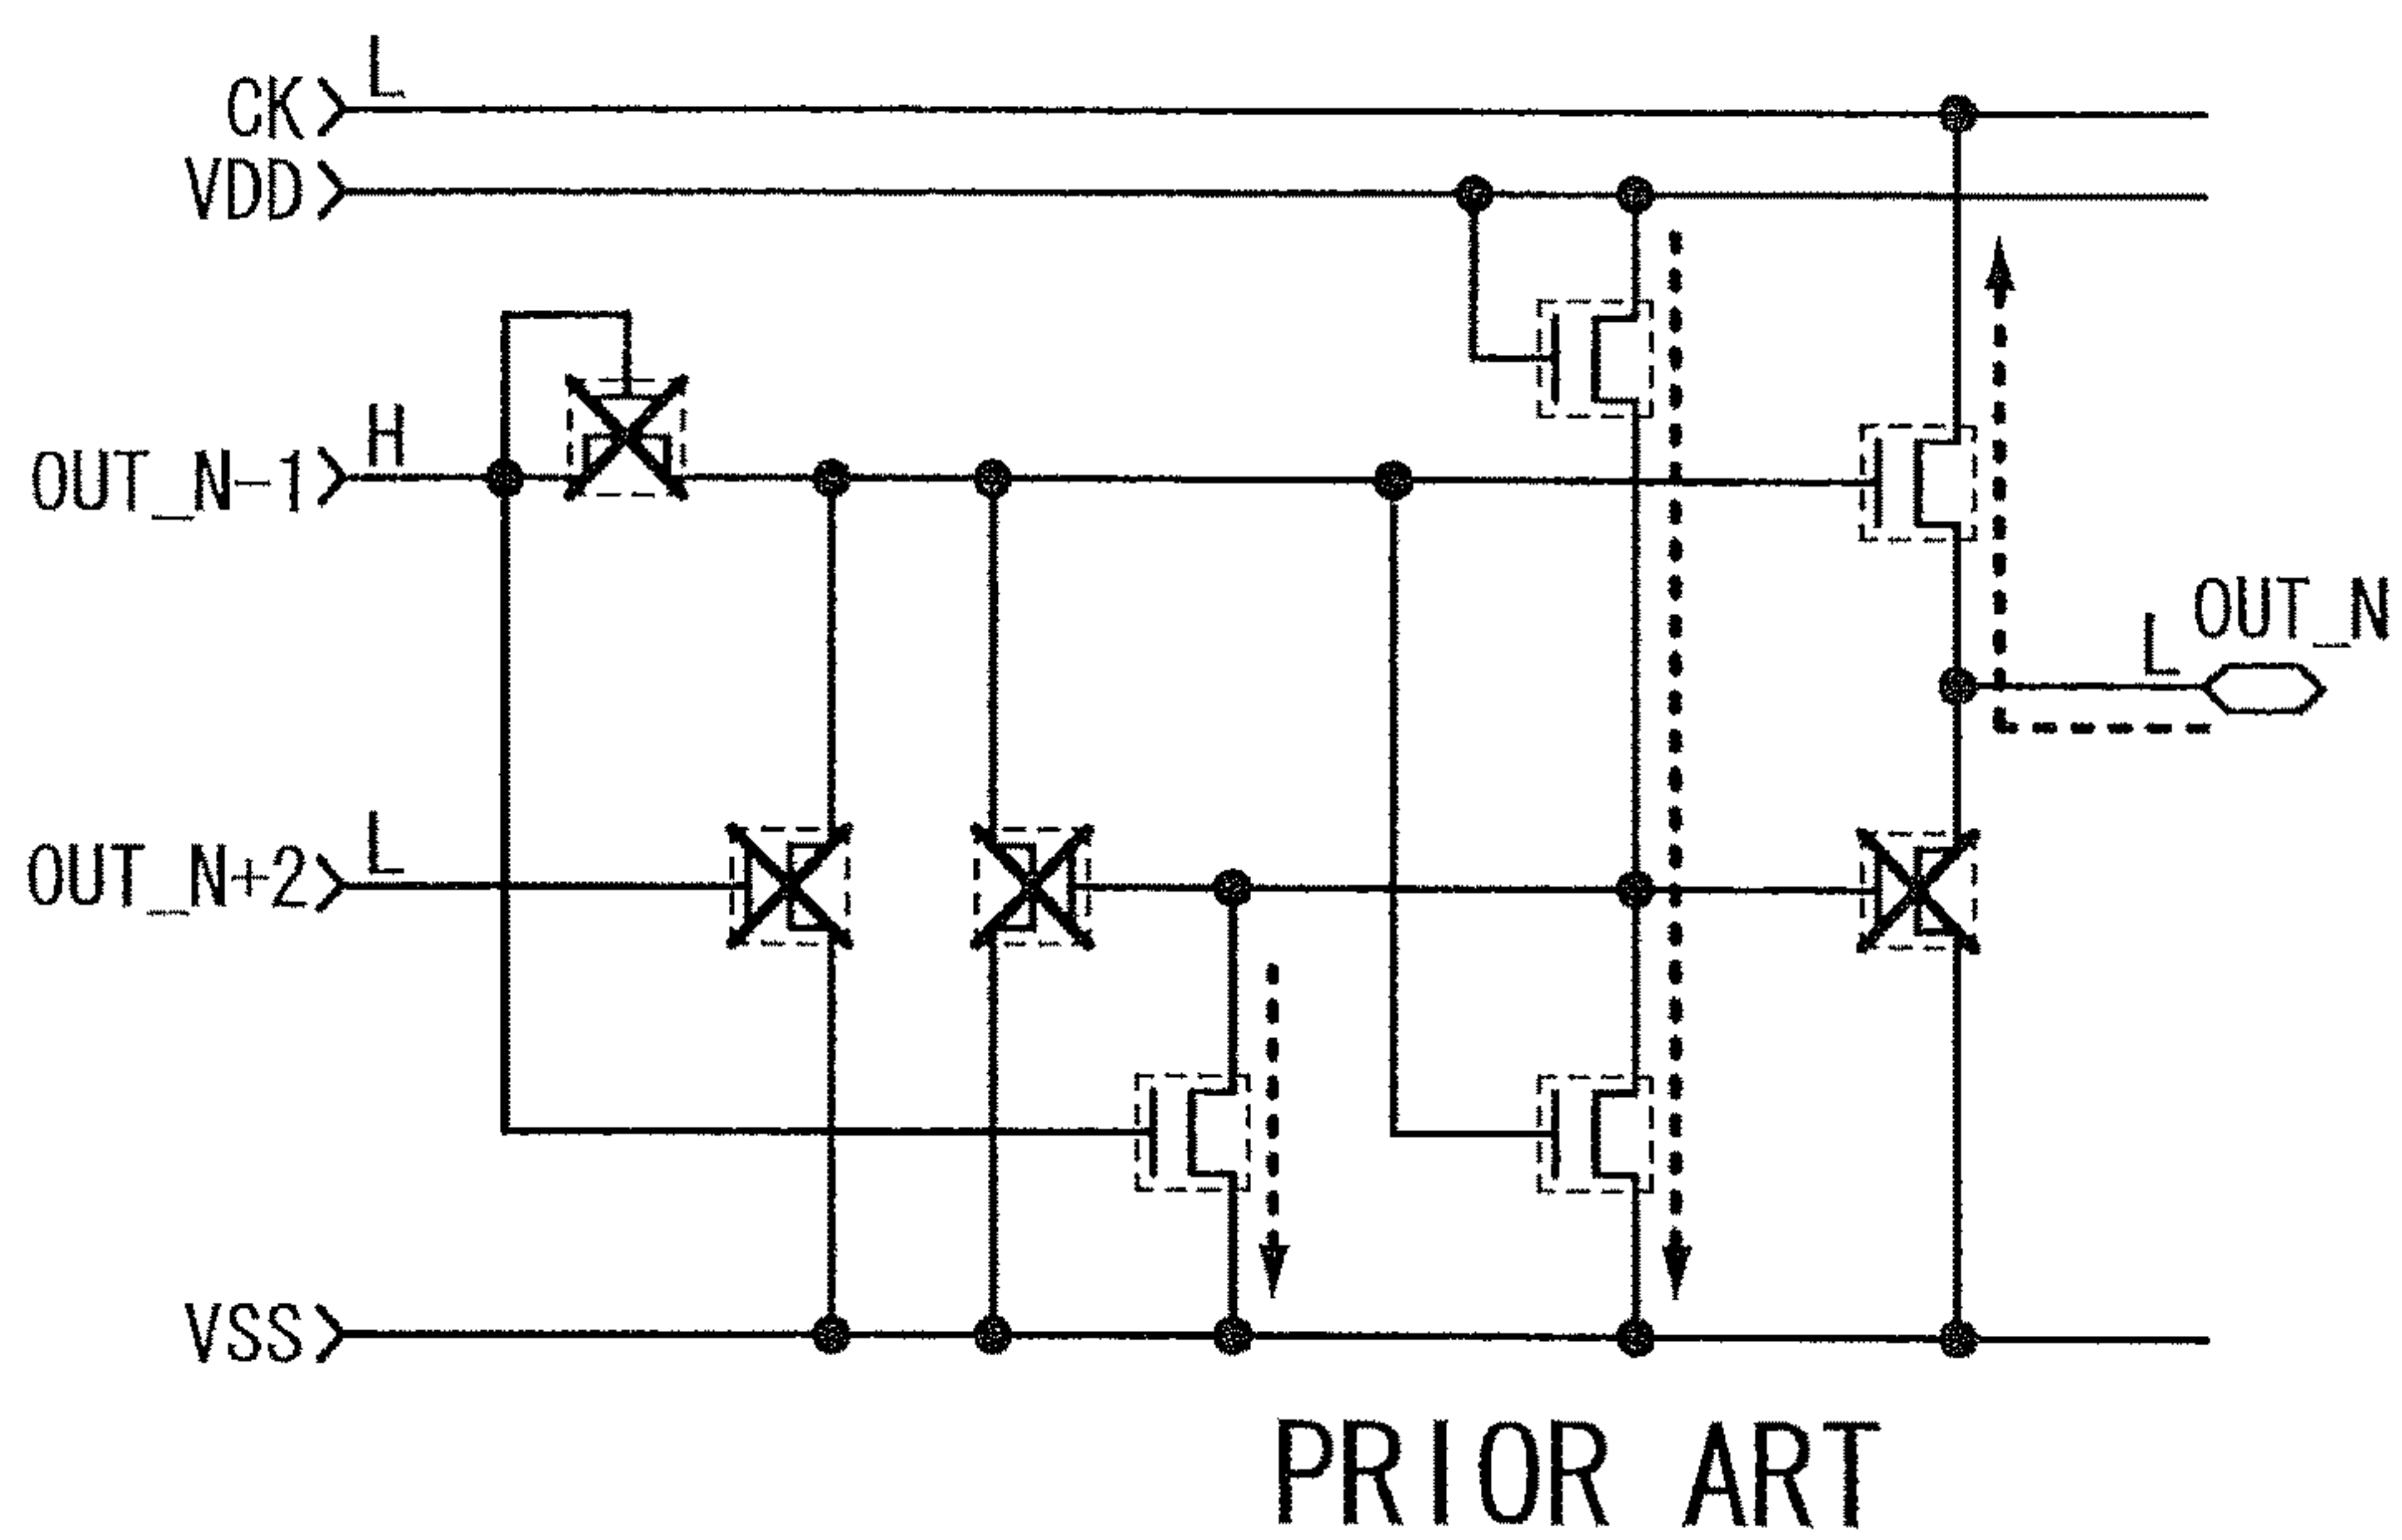 L
CK
VDD
H
OUT_N-1
OUT_N
L
L
OUT_N+2
VSS
PRIOR ART